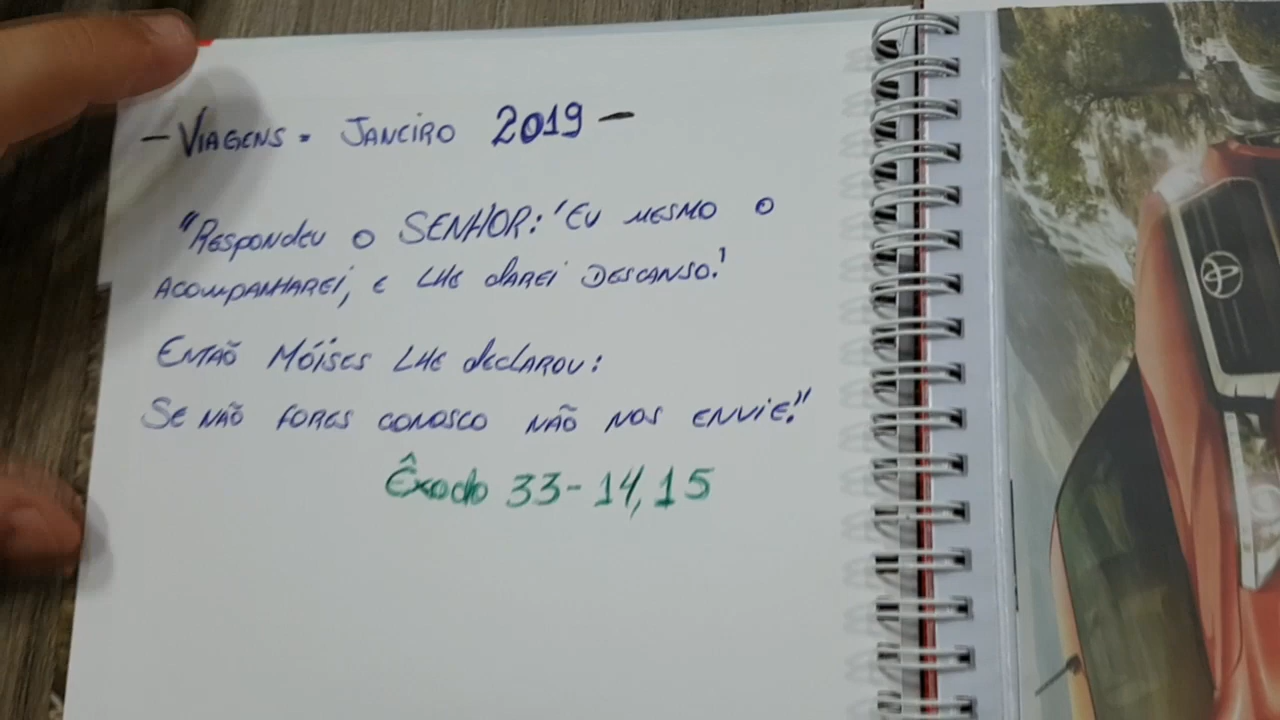 - VIAGENS - JANEIRO 2019 -
"RESPONDEU O SENHOR: 'EU MESMO O
ACOMPANHAREI, E LHE DAREI DESCANSO.'
ENTÃO MÓISES LHE DECLAROU:
SE NÃO FORES CONOSCO NÃO NOS ENVIE."
Êxodo 33-14,15